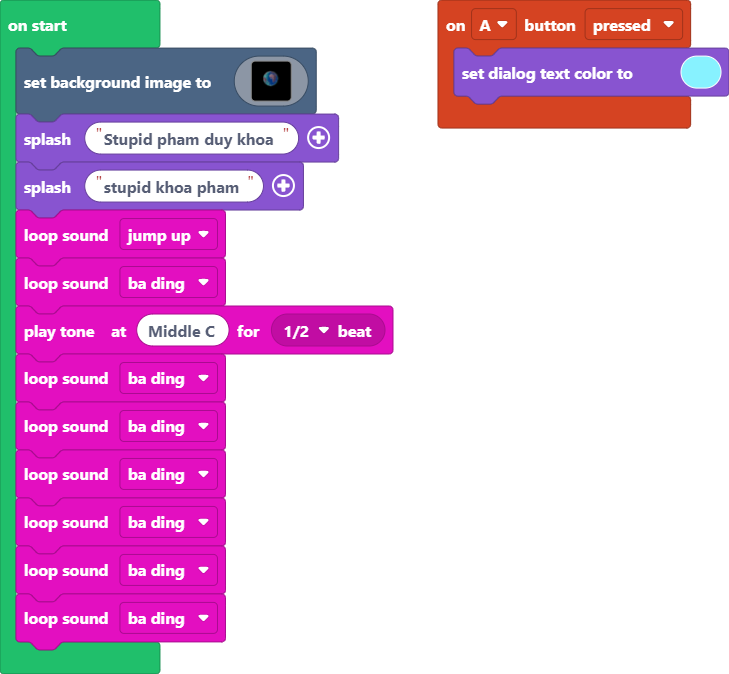 on start
set background image to
splash "Stupid pham duy khoa "
splash "stupid khoa pham "
loop sound jump up
loop sound ba ding
play tone at Middle C for 1/2 beat
loop sound ba ding
loop sound ba ding
loop sound ba ding
loop sound ba ding
loop sound ba ding
loop sound ba ding
on A button pressed
set dialog text color to